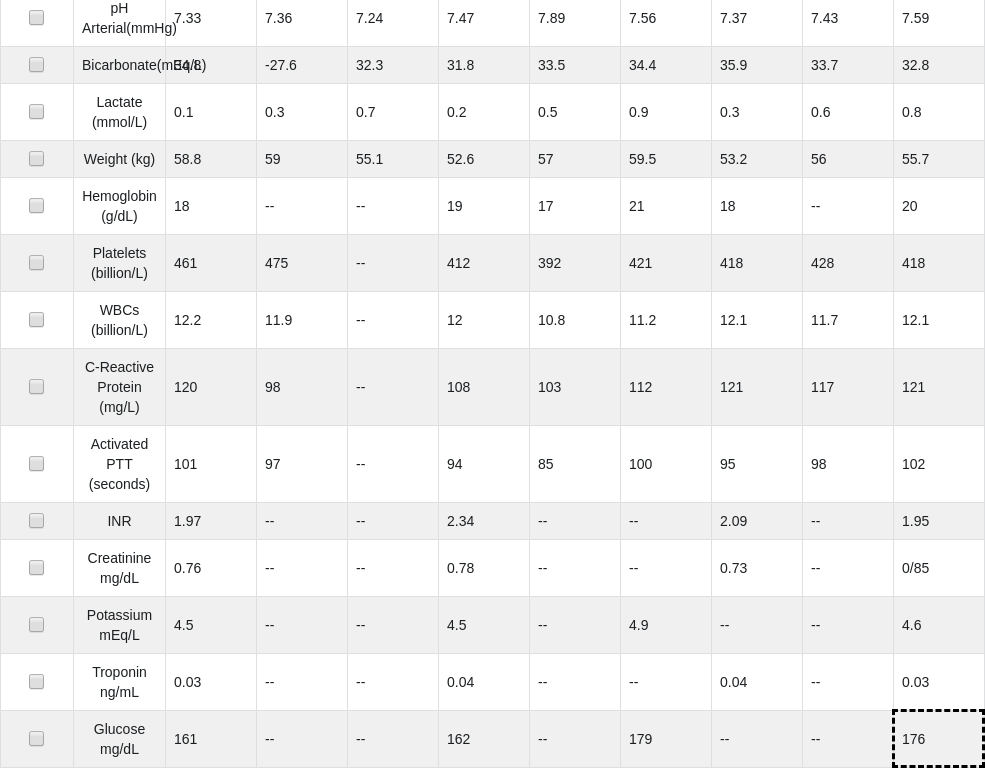 pH Arterial(mmHg) 7.33 7.36 7.24 7.47 7.89 7.56 7.37 7.43 7.59
Bicarbonate(mEq/L) -27.6 32.3 31.8 33.5 34.4 35.9 33.7 32.8
Lactate (mmol/L) 0.1 0.3 0.7 0.2 0.5 0.9 0.3 0.6 0.8
Weight (kg) 58.8 59 55.1 52.6 57 59.5 53.2 56 55.7
Hemoglobin (g/dL) 18 -- -- 19 17 21 18 -- 20
Platelets (billion/L) 461 475 -- 412 392 421 418 428 418
WBCs (billion/L) 12.2 11.9 -- 12 10.8 11.2 12.1 11.7 12.1
C-Reactive Protein (mg/L) 120 98 -- 108 103 112 121 117 121
Activated PTT (seconds) 101 97 -- 94 85 100 95 98 102
INR 1.97 -- -- 2.34 -- -- 2.09 -- 1.95
Creatinine mg/dL 0.76 -- -- 0.78 -- -- 0.73 -- 0/85
Potassium mEq/L 4.5 -- -- 4.5 -- 4.9 -- -- 4.6
Troponin ng/mL 0.03 -- -- 0.04 -- -- 0.04 -- 0.03
Glucose mg/dL 161 -- -- 162 -- 179 -- -- 176